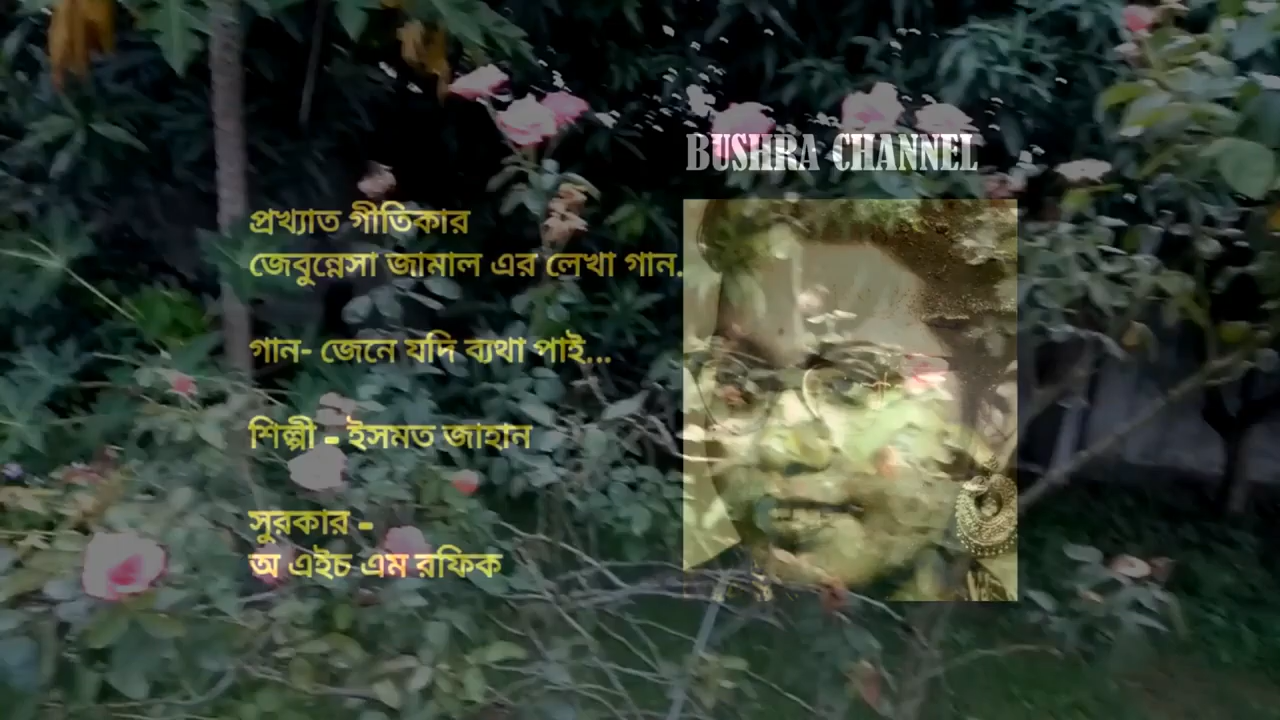 BUSHRA CHANNEL
প্রখ্যাত গীতিকার
জেবুন্নেসা জামাল এর লেখা গান.
গান- জেনে যদি ব্যথা পাই...
শিল্পী - ইসমত জাহান
সুরকার -
অ এইচ এম রফিক